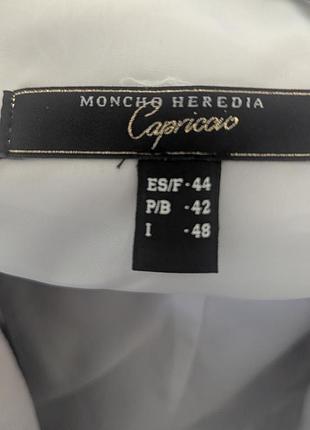 MONCHO HEREDIA
Capriccio
ES/F - 44
P/B - 42
I - 48